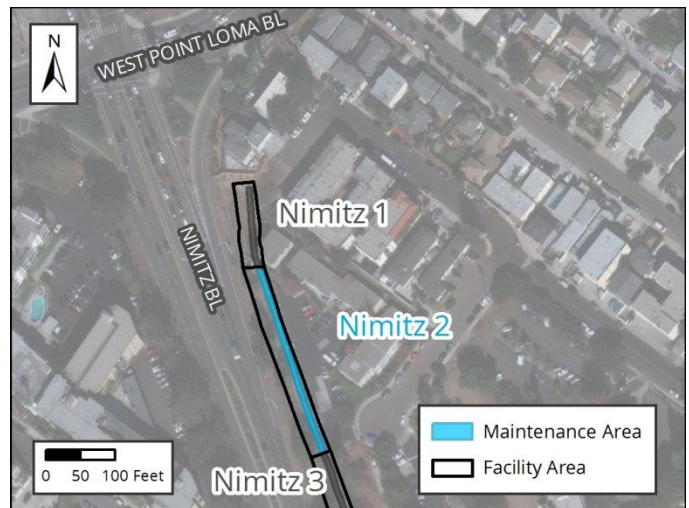 N
WEST POINT LOMA BL
Nimitz 1
NIMITZ BL
Nimitz 2
Maintenance Area
Facility Area
0 50 100 Feet
Nimitz 3